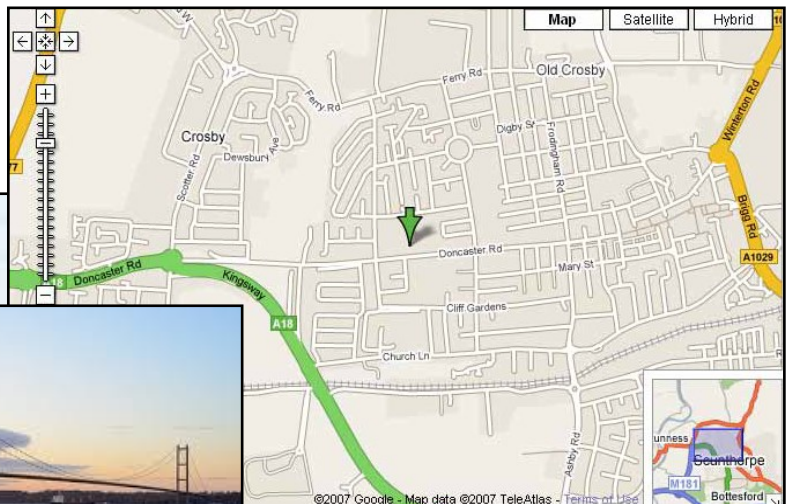 Map
Satellite
Hybrid
Ferry Rd
Old Crosby
Ferry Rd
Digby St
Frodingham Rd
Winterton Rd
Crosby
Dewsbury Ave
Scotter Rd
Brigg Rd
A1029
Doncaster Rd
Doncaster Rd
Kingsway
Mary St
A18
Cliff Gardens
Church Ln
Ashby Rd
unness
Scunthorpe
M181
Bottesford
©2007 Google - Map data ©2007 TeleAtlas - Terms of Use